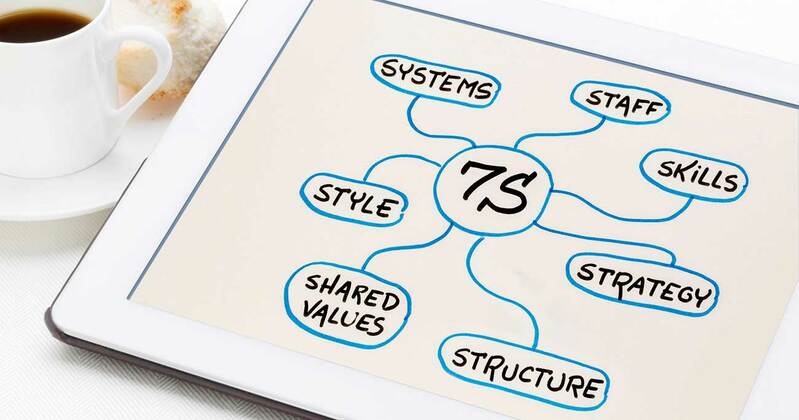 SYSTEMS
STAFF
SKILLS
7S
STYLE
STRATEGY
SHARED
VALUES
STRUCTURE